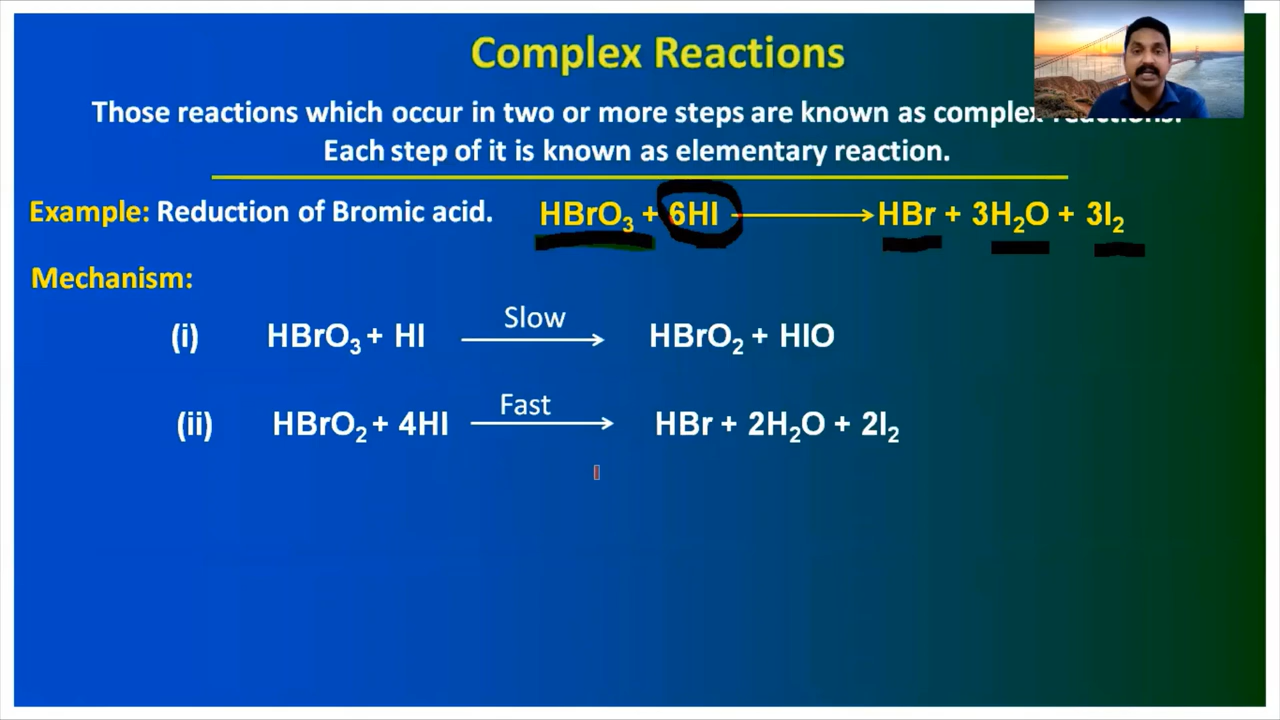 Complex Reactions
Those reactions which occur in two or more steps are known as complex reactions.
Each step of it is known as elementary reaction.
Example: Reduction of Bromic acid. HBrO₃ + 6HI ⟶ HBr + 3H₂O + 3I₂
Mechanism:
Slow
(i) HBrO₃ + HI ⟶ HBrO₂ + HIO
Fast
(ii) HBrO₂ + 4HI ⟶ HBr + 2H₂O + 2I₂